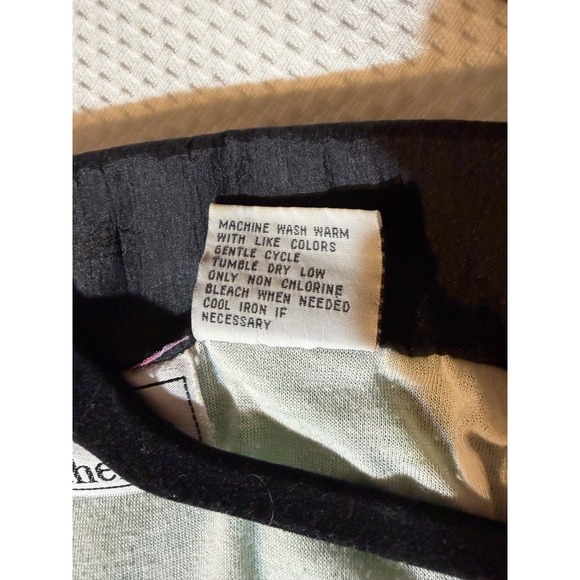 MACHINE WASH WARM
WITH LIKE COLORS
GENTLE CYCLE
TUMBLE DRY LOW
ONLY NON CHLORINE
BLEACH WHEN NEEDED
COOL IRON IF
NECESSARY
he